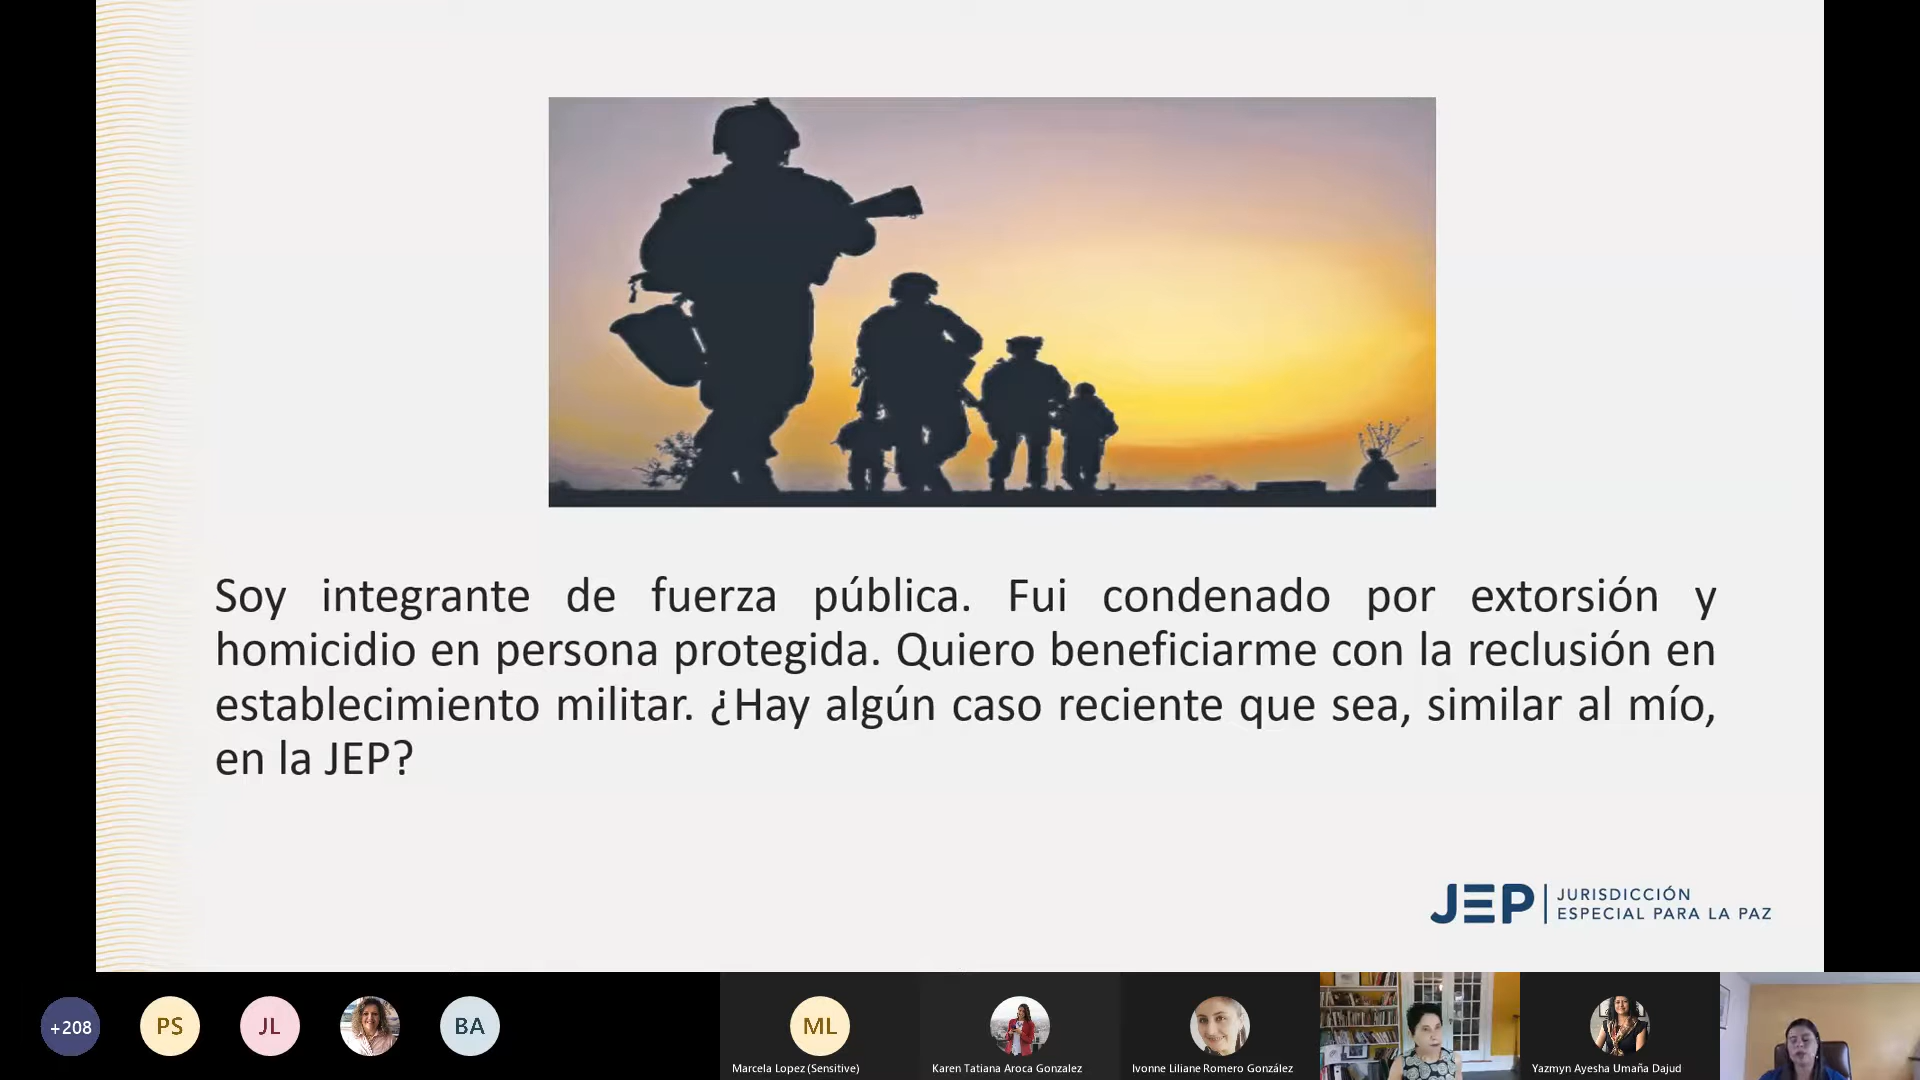 Soy integrante de fuerza pública. Fui condenado por extorsión y
homicidio en persona protegida. Quiero beneficiarme con la reclusión en
establecimiento militar. ¿Hay algún caso reciente que sea, similar al mío,
en la JEP?
JEP JURISDICCIÓN
ESPECIAL PARA LA PAZ
+208
PS
JL
BA
ML
Marcela Lopez (Sensitive)
Karen Tatiana Aroca Gonzalez
Ivonne Liliane Romero González
Yazmyn Ayesha Umaña Dajud